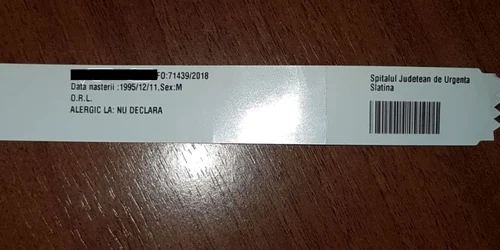 FO:71439/2018
Data nasterii :1995/12/11,Sex:M
O.R.L.
ALERGIC LA: NU DECLARA
Spitalul Judetean de Urgenta
Slatina